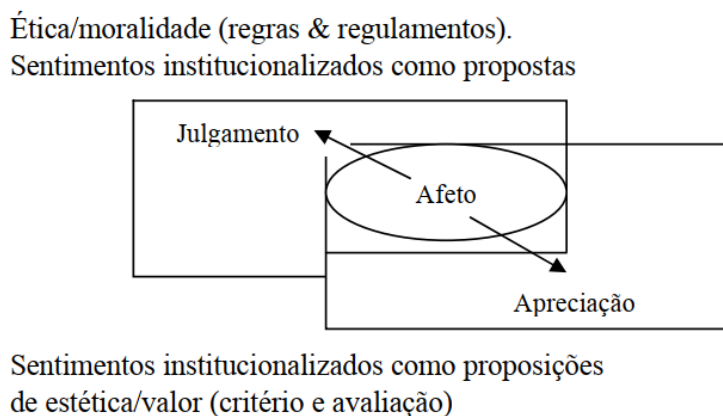 Ética/moralidade (regras & regulamentos).
Sentimentos institucionalizados como propostas
Julgamento
Afeto
Apreciação
Sentimentos institucionalizados como proposições
de estética/valor (critério e avaliação)